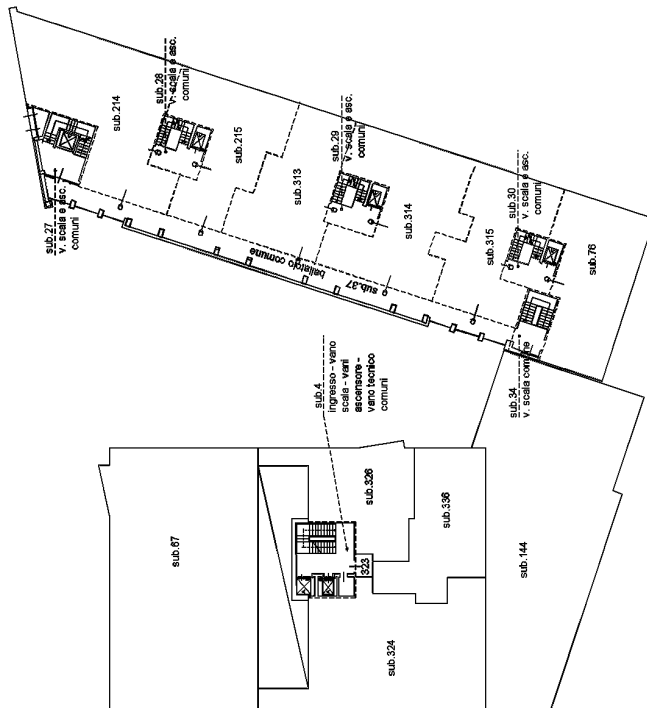 sub.27
v. scala e asc.
comuni
sub.214
sub.28
v. scala e asc.
comuni
sub.215
sub.313
sub.29
v. scala e asc.
comuni
sub.314
sub.315
sub.30
v. scala e asc.
comuni
sub.76
sub.37
ballatoio comune
sub.34
v. scala comune
sub.4
ingresso - vano
scala - vani
ascensore -
vano tecnico
comuni
sub.67
sub.326
sub.336
323
sub.324
sub.144